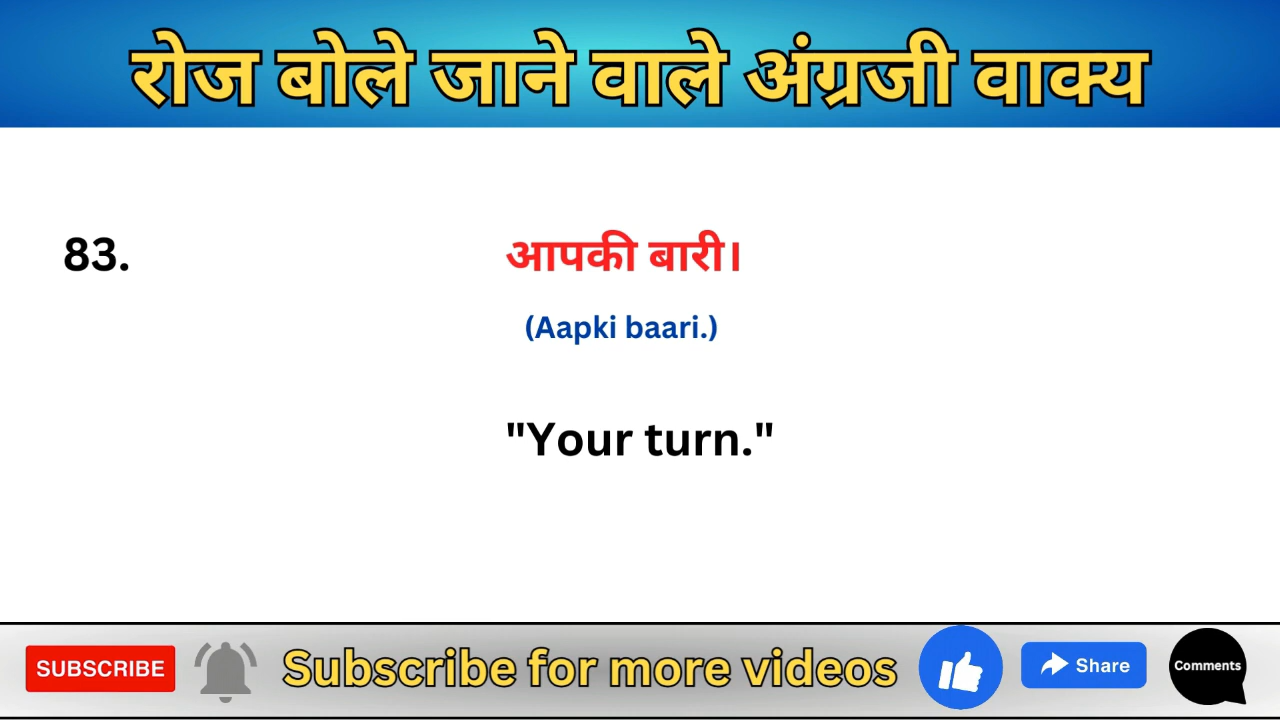 रोज बोले जाने वाले अंग्रजी वाक्य
83.
आपकी बारी।
(Aapki baari.)
"Your turn."
SUBSCRIBE
Subscribe for more videos
Share
Comments